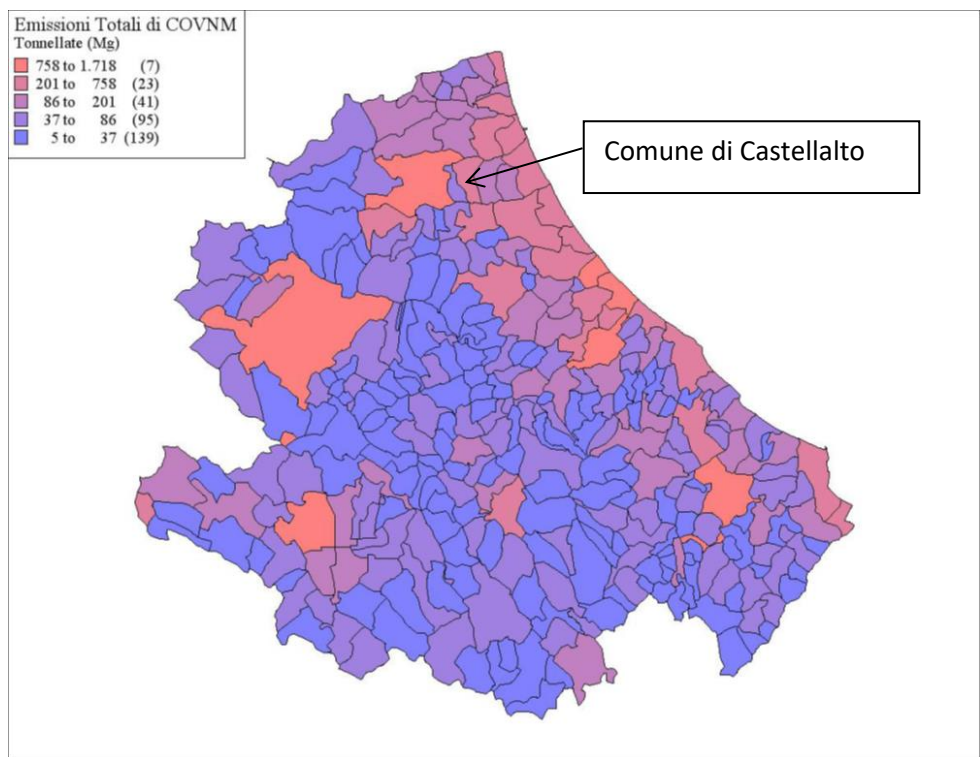 Emissioni Totali di COVNM
Tonnellate (Mg)
758 to 1.718 (7)
201 to 758 (23)
86 to 201 (41)
37 to 86 (95)
5 to 37 (139)
Comune di Castellalto